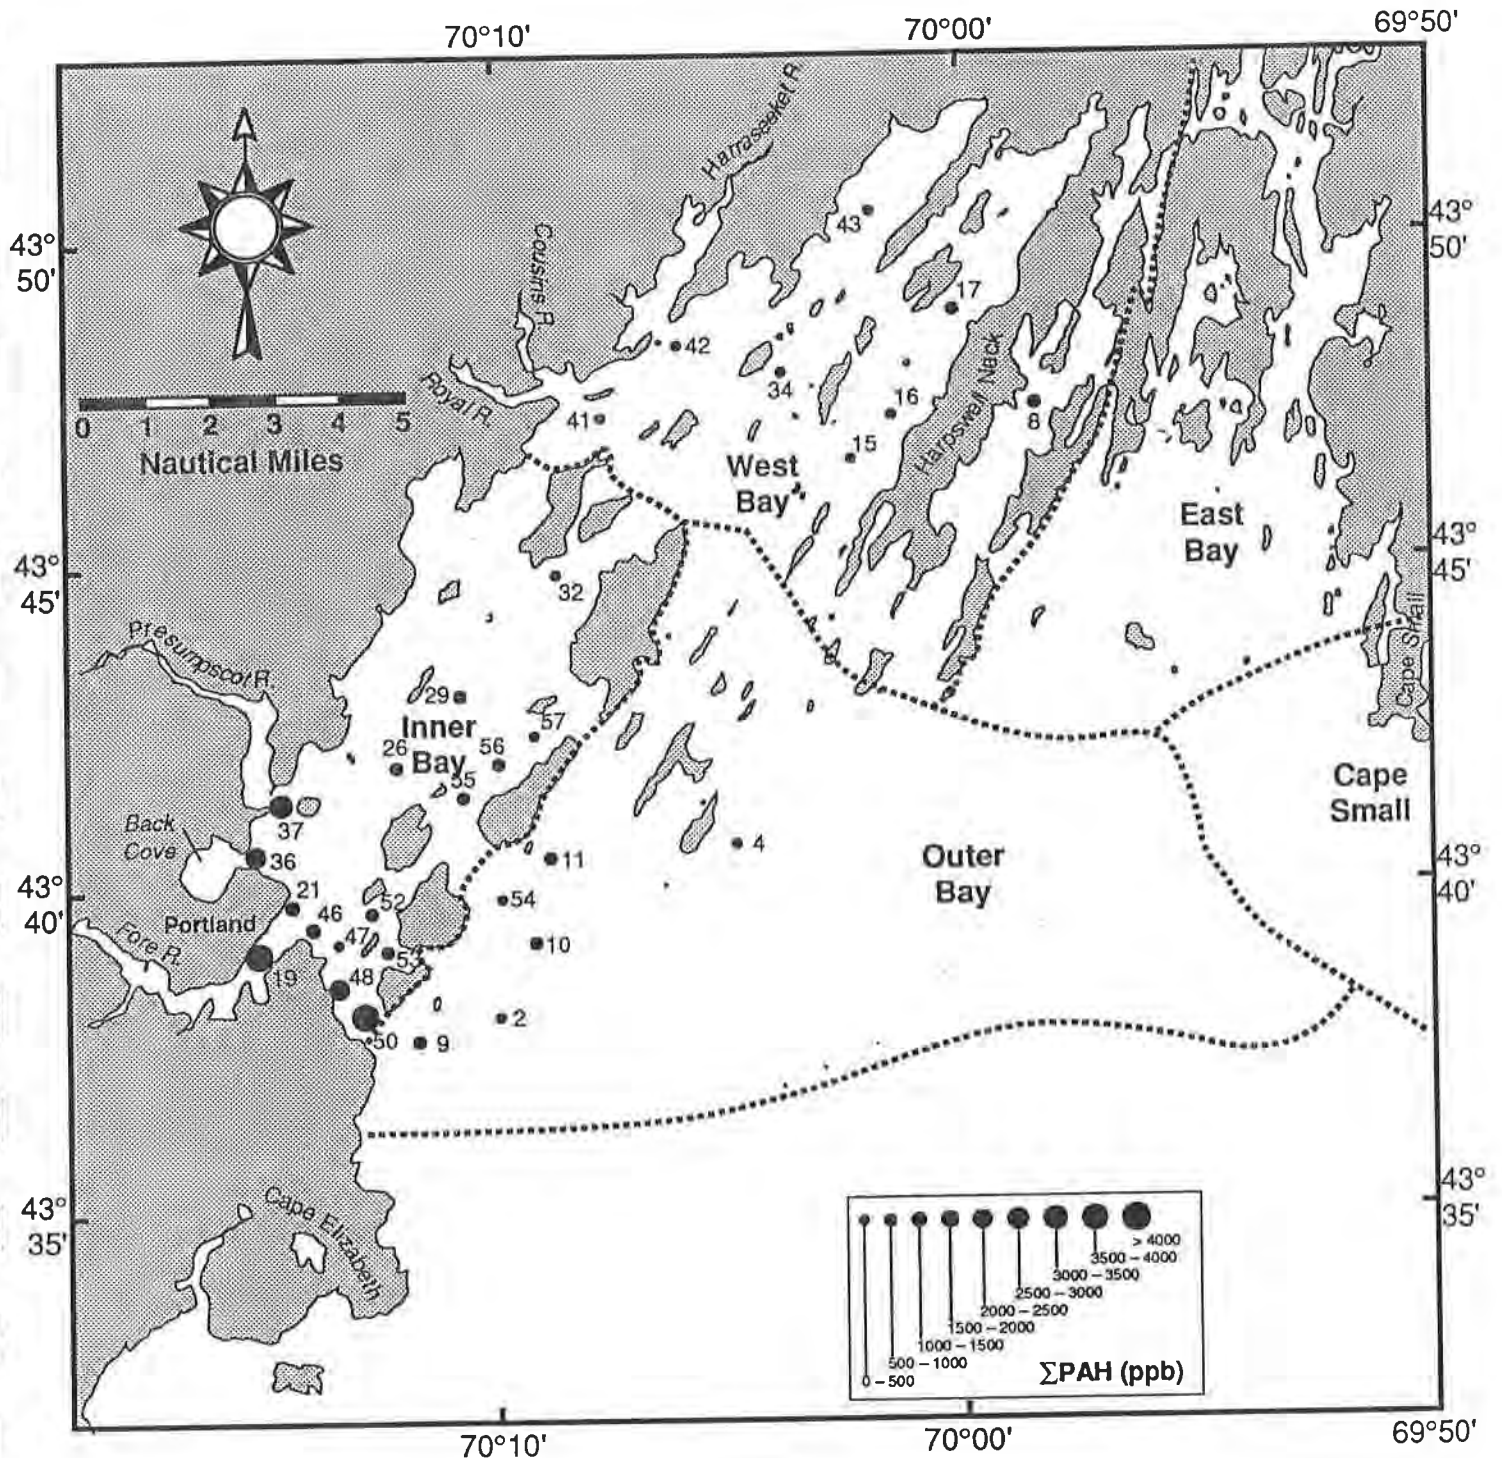 70°10'
70°00'
69°50'
Harraseeket R.
Cousins R.
Royal R.
43°
50'
43°
50'
0 1 2 3 4 5
Nautical Miles
43
17
42
34
16
41
15
8
Harpswell Neck
West
Bay
East
Bay
43°
45'
43°
45'
32
Presumpscot R.
Cape Small
29
Inner
Bay
57
26
56
55
37
Back
Cove
36
4
11
Outer
Bay
Cape
Small
43°
40'
43°
40'
21
46
52
54
Portland
Fore R.
47
53
10
19
48
50
9
2
43°
35'
43°
35'
Cape Elizabeth
> 4000
3500 – 4000
3000 – 3500
2500 – 3000
2000 – 2500
1500 – 2000
1000 – 1500
500 – 1000
0 – 500
ΣPAH (ppb)
70°10'
70°00'
69°50'